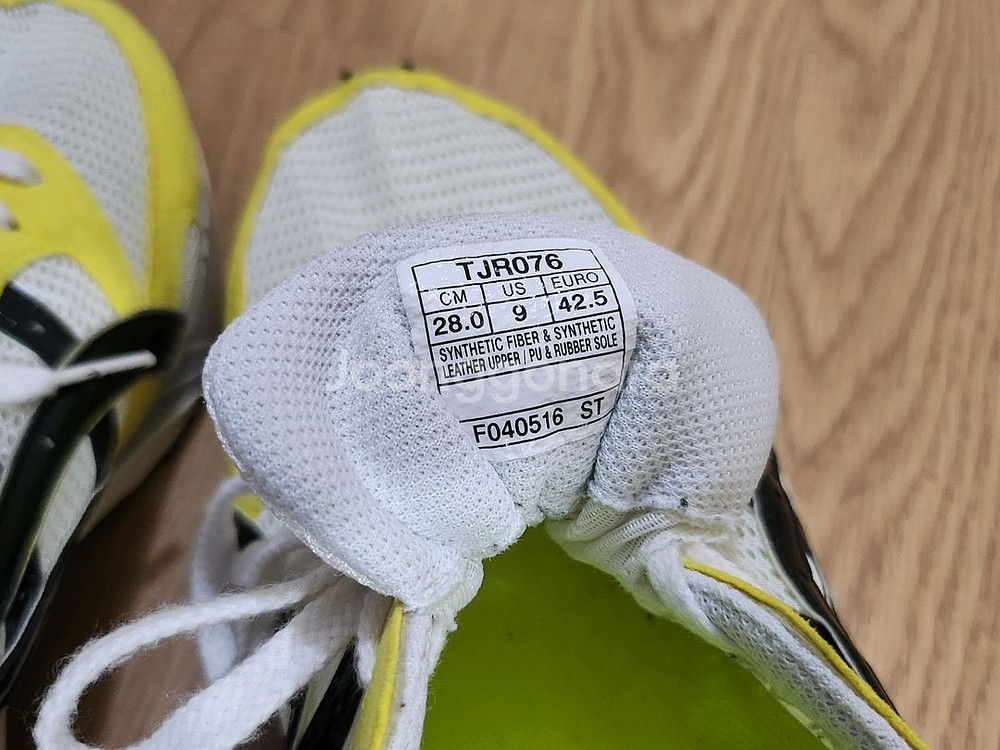 TJR076
CM US EURO
28.0 9 42.5
SYNTHETIC FIBER & SYNTHETIC
LEATHER UPPER / PU & RUBBER SOLE
Joonggonara
F040516 ST